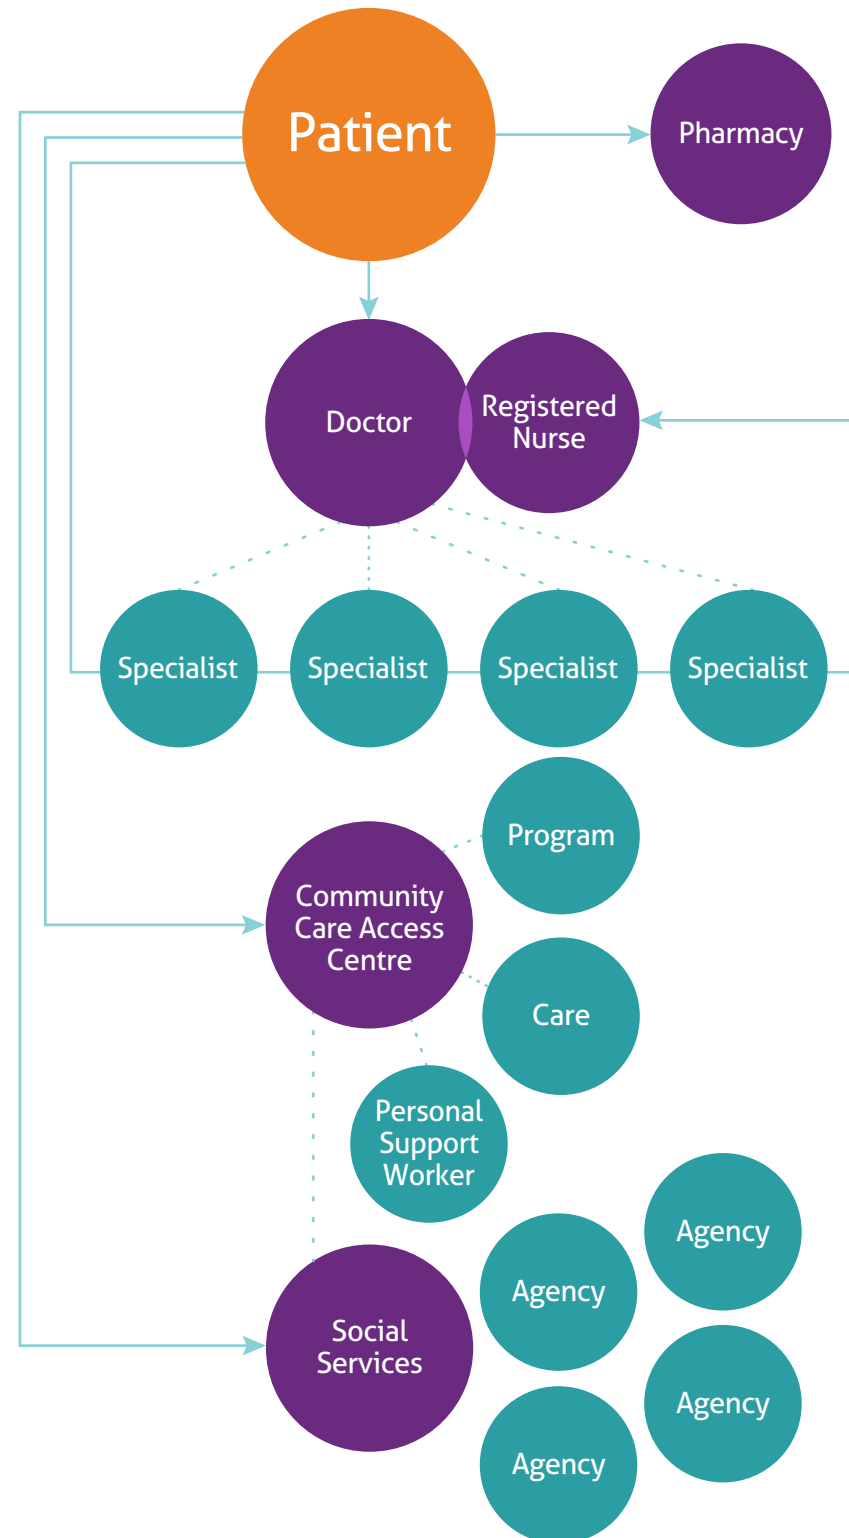 Patient
Pharmacy
Doctor
Registered
Nurse
Specialist
Specialist
Specialist
Specialist
Program
Community
Care Access
Centre
Care
Personal
Support
Worker
Agency
Agency
Social
Services
Agency
Agency